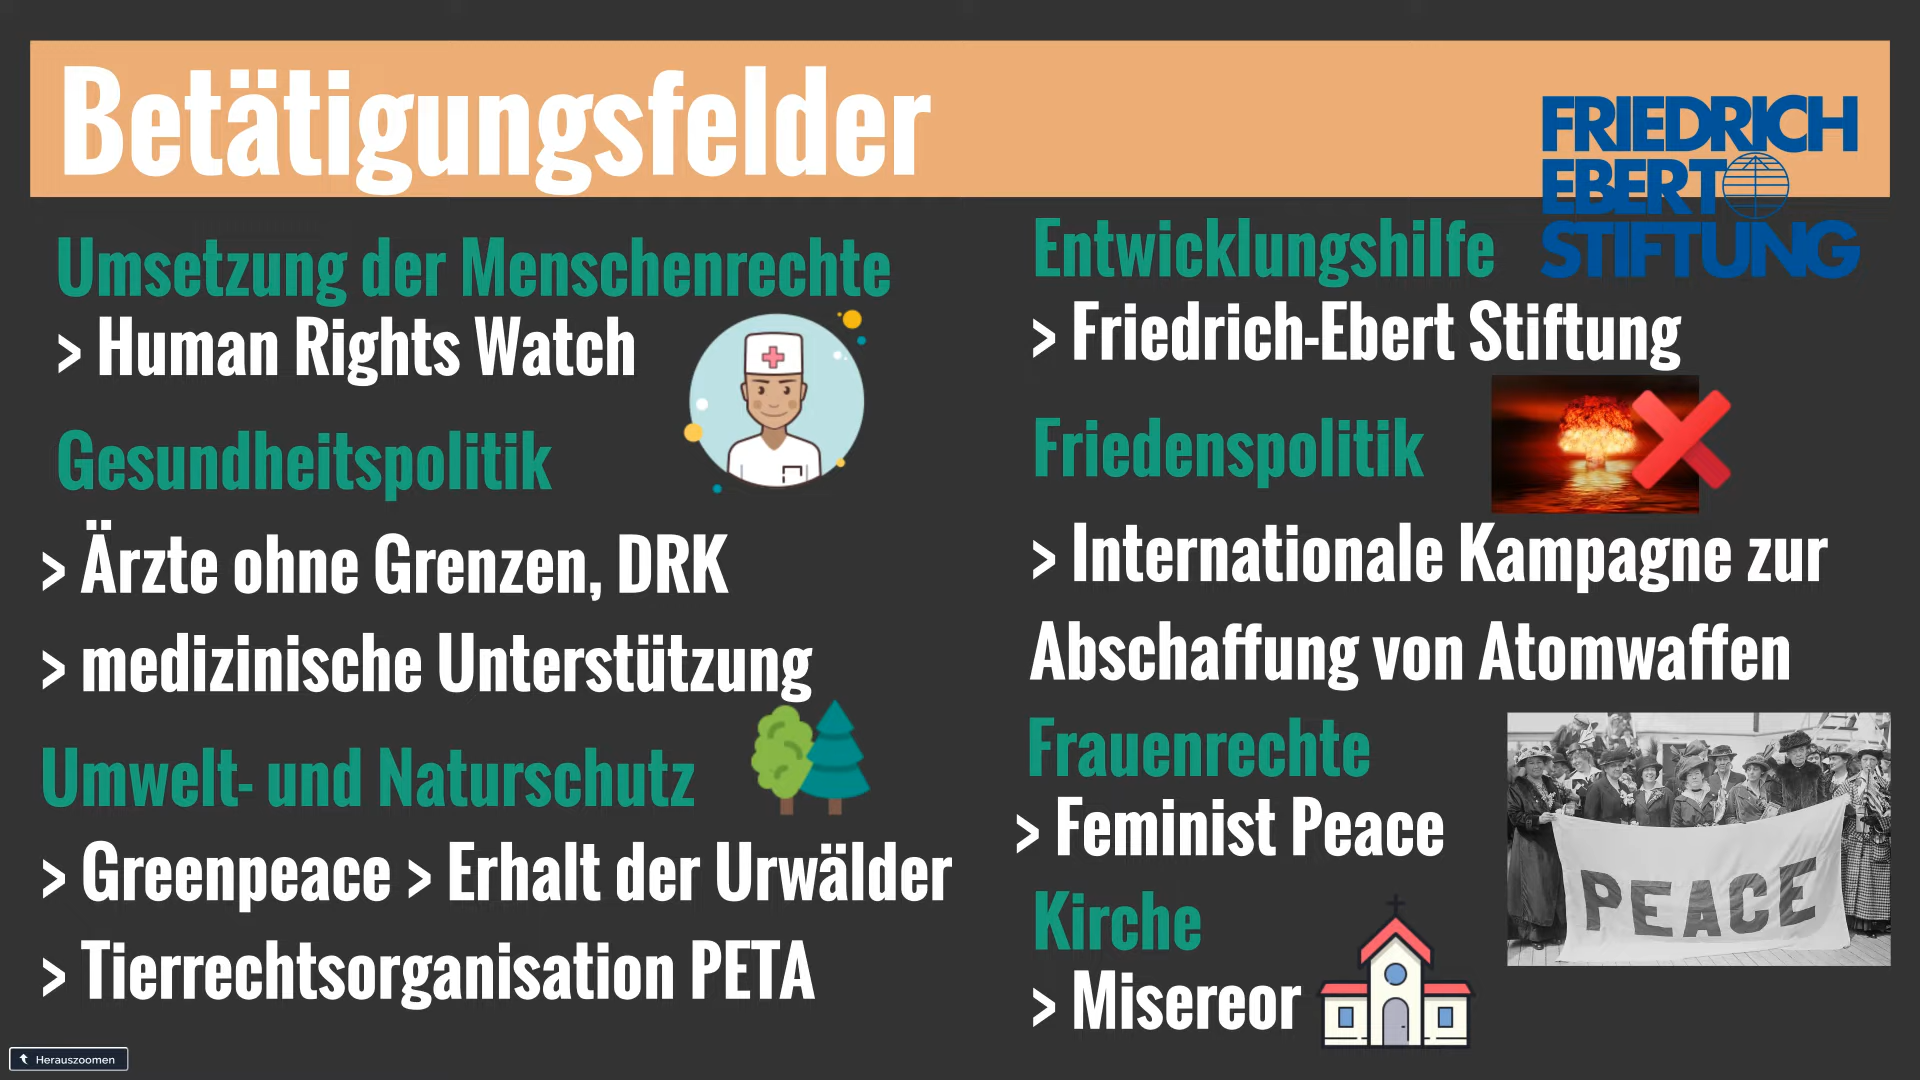 Betätigungsfelder
FRIEDRICH
EBERT
STIFTUNG
Umsetzung der Menschenrechte
> Human Rights Watch
Gesundheitspolitik
> Ärzte ohne Grenzen, DRK
> medizinische Unterstützung
Umwelt- und Naturschutz
> Greenpeace > Erhalt der Urwälder
> Tierrechtsorganisation PETA
Entwicklungshilfe
> Friedrich-Ebert Stiftung
Friedenspolitik
> Internationale Kampagne zur
Abschaffung von Atomwaffen
Frauenrechte
> Feminist Peace
PEACE
Kirche
> Misereor
Herauszoomen